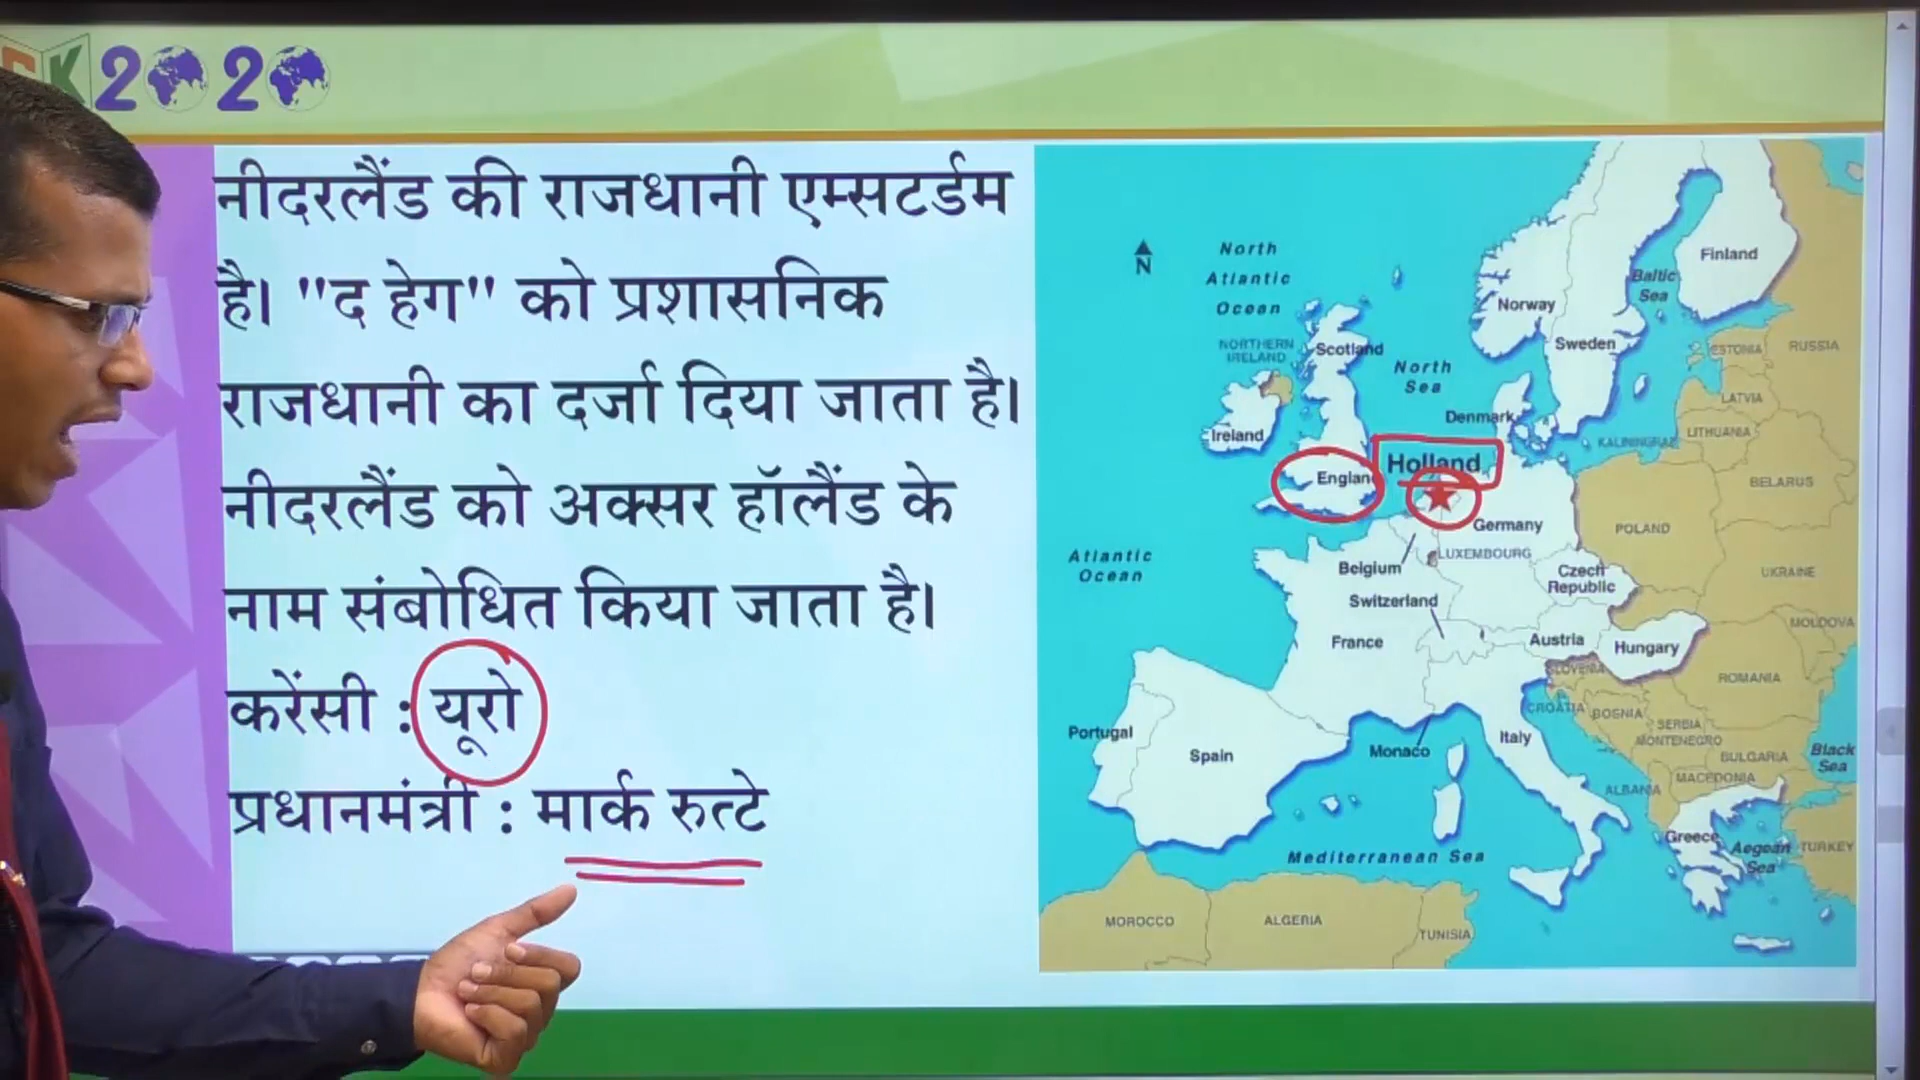 GK2020
नीदरलैंड की राजधानी एम्सटर्डम
है। "द हेग" को प्रशासनिक
राजधानी का दर्जा दिया जाता है।
नीदरलैंड को अक्सर हॉलैंड के
नाम संबोधित किया जाता है।
करेंसी : यूरो
प्रधानमंत्री : मार्क रुत्टे
N
North
Atlantic
Ocean
NORTHERN
IRELAND
Scotland
Ireland
England
North
Sea
Norway
Sweden
Finland
Baltic
Sea
Denmark
ESTONIA
RUSSIA
LATVIA
LITHUANIA
KALININGRAD
BELARUS
Holland
Germany
POLAND
Atlantic
Ocean
Belgium
LUXEMBOURG
Czech
Republic
UKRAINE
Switzerland
France
Austria
Hungary
MOLDOVA
SLOVENIA
ROMANIA
CROATIA
BOSNIA
SERBIA
MONTENEGRO
Portugal
Spain
Monaco
Italy
BULGARIA
Black
Sea
MACEDONIA
ALBANIA
Greece
Aegean
Sea
TURKEY
Mediterranean Sea
MOROCCO
ALGERIA
TUNISIA